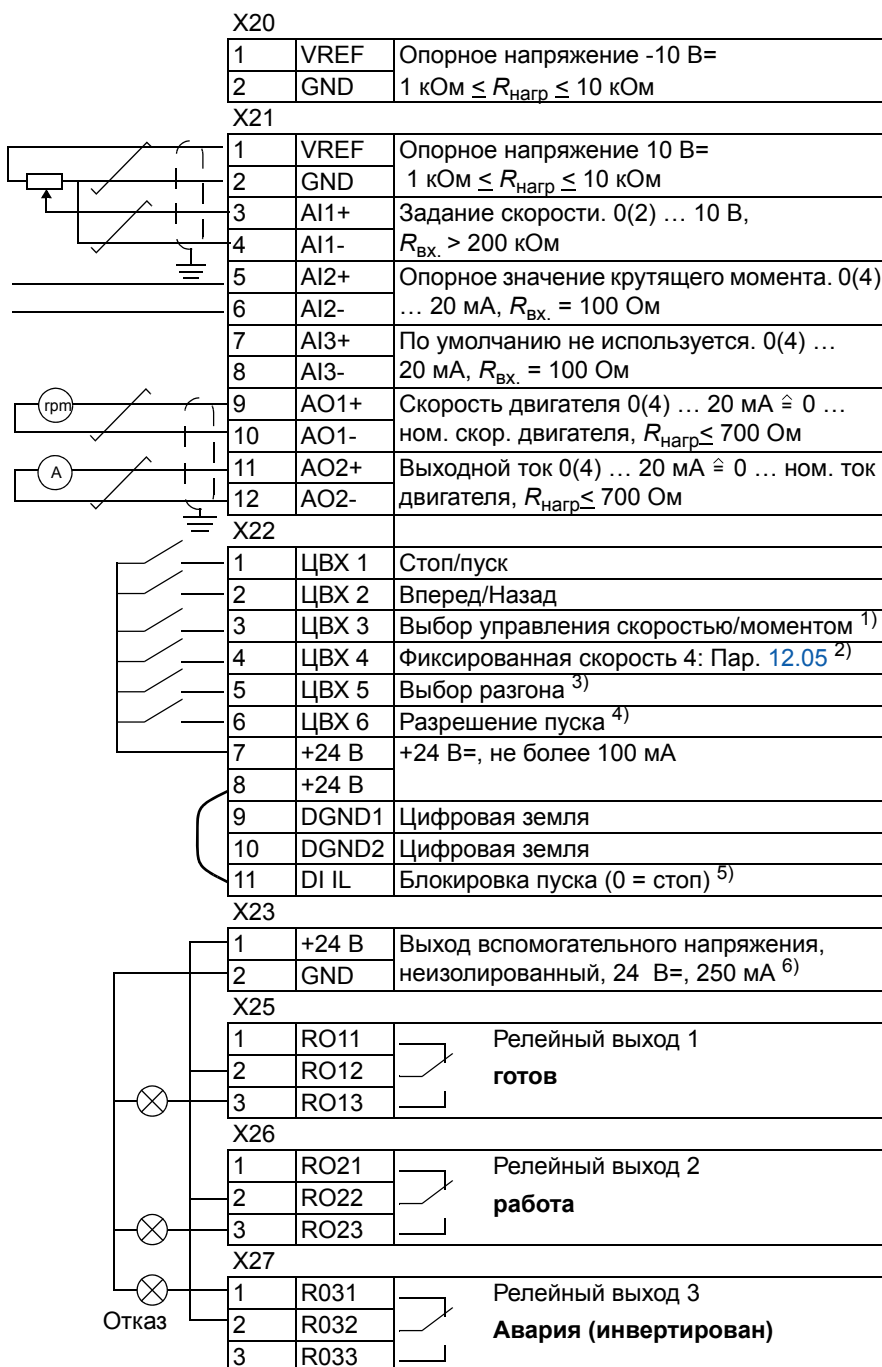 X20
1 VREF Опорное напряжение -10 В=
2 GND 1 кОм ≤ Rнагр ≤ 10 кОм
X21
1 VREF Опорное напряжение 10 В=
2 GND 1 кОм ≤ Rнагр ≤ 10 кОм
3 AI1+ Задание скорости. 0(2) … 10 В,
4 AI1- Rвх. > 200 кОм
5 AI2+ Опорное значение крутящего момента. 0(4)
6 AI2- … 20 мА, Rвх. = 100 Ом
7 AI3+ По умолчанию не используется. 0(4) …
8 AI3- 20 мА, Rвх. = 100 Ом
rpm 9 AO1+ Скорость двигателя 0(4) … 20 мА ≙ 0 …
10 AO1- ном. скор. двигателя, Rнагр≤ 700 Ом
A 11 AO2+ Выходной ток 0(4) … 20 мА ≙ 0 … ном. ток
12 AO2- двигателя, Rнагр≤ 700 Ом
X22
1 ЦВХ 1 Стоп/пуск
2 ЦВХ 2 Вперед/Назад
3 ЦВХ 3 Выбор управления скоростью/моментом 1)
4 ЦВХ 4 Фиксированная скорость 4: Пар. 12.05 2)
5 ЦВХ 5 Выбор разгона 3)
6 ЦВХ 6 Разрешение пуска 4)
7 +24 В +24 В=, не более 100 мА
8 +24 В
9 DGND1 Цифровая земля
10 DGND2 Цифровая земля
11 DI IL Блокировка пуска (0 = стоп) 5)
X23
1 +24 В Выход вспомогательного напряжения,
2 GND неизолированный, 24 В=, 250 мА 6)
X25
1 RO11 Релейный выход 1
2 RO12 готов
3 RO13
X26
1 RO21 Релейный выход 2
2 RO22 работа
3 RO23
X27
1 R031 Релейный выход 3
Отказ 2 R032 Авария (инвертирован)
3 R033